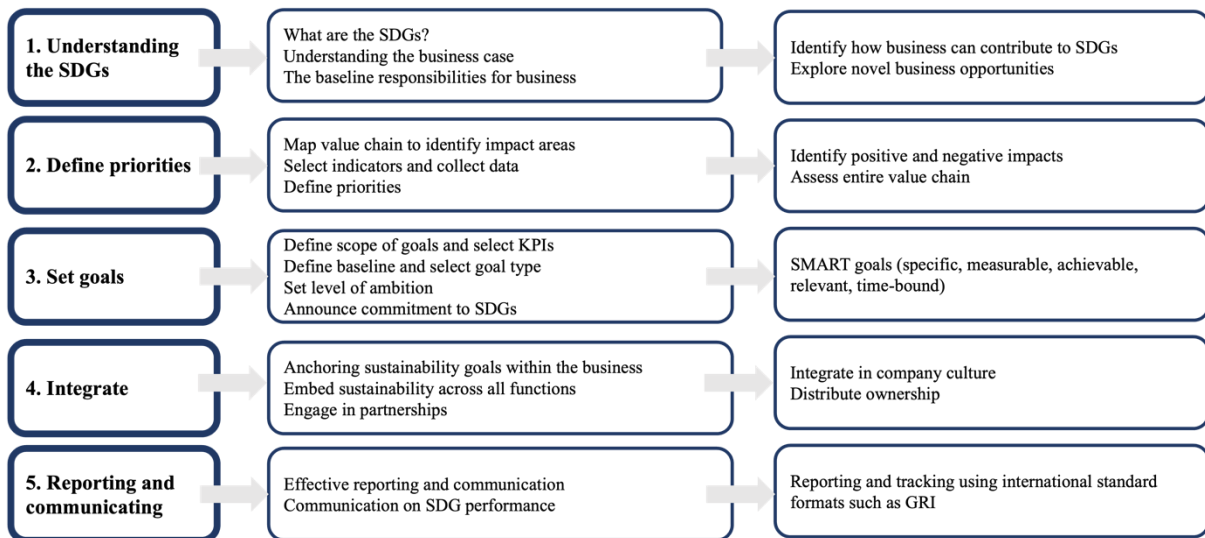 1. Understanding
the SDGs
What are the SDGs?
Understanding the business case
The baseline responsibilities for business
Identify how business can contribute to SDGs
Explore novel business opportunities
2. Define priorities
Map value chain to identify impact areas
Select indicators and collect data
Define priorities
Identify positive and negative impacts
Assess entire value chain
3. Set goals
Define scope of goals and select KPIs
Define baseline and select goal type
Set level of ambition
Announce commitment to SDGs
SMART goals (specific, measurable, achievable,
relevant, time-bound)
4. Integrate
Anchoring sustainability goals within the business
Embed sustainability across all functions
Engage in partnerships
Integrate in company culture
Distribute ownership
5. Reporting and
communicating
Effective reporting and communication
Communication on SDG performance
Reporting and tracking using international standard
formats such as GRI